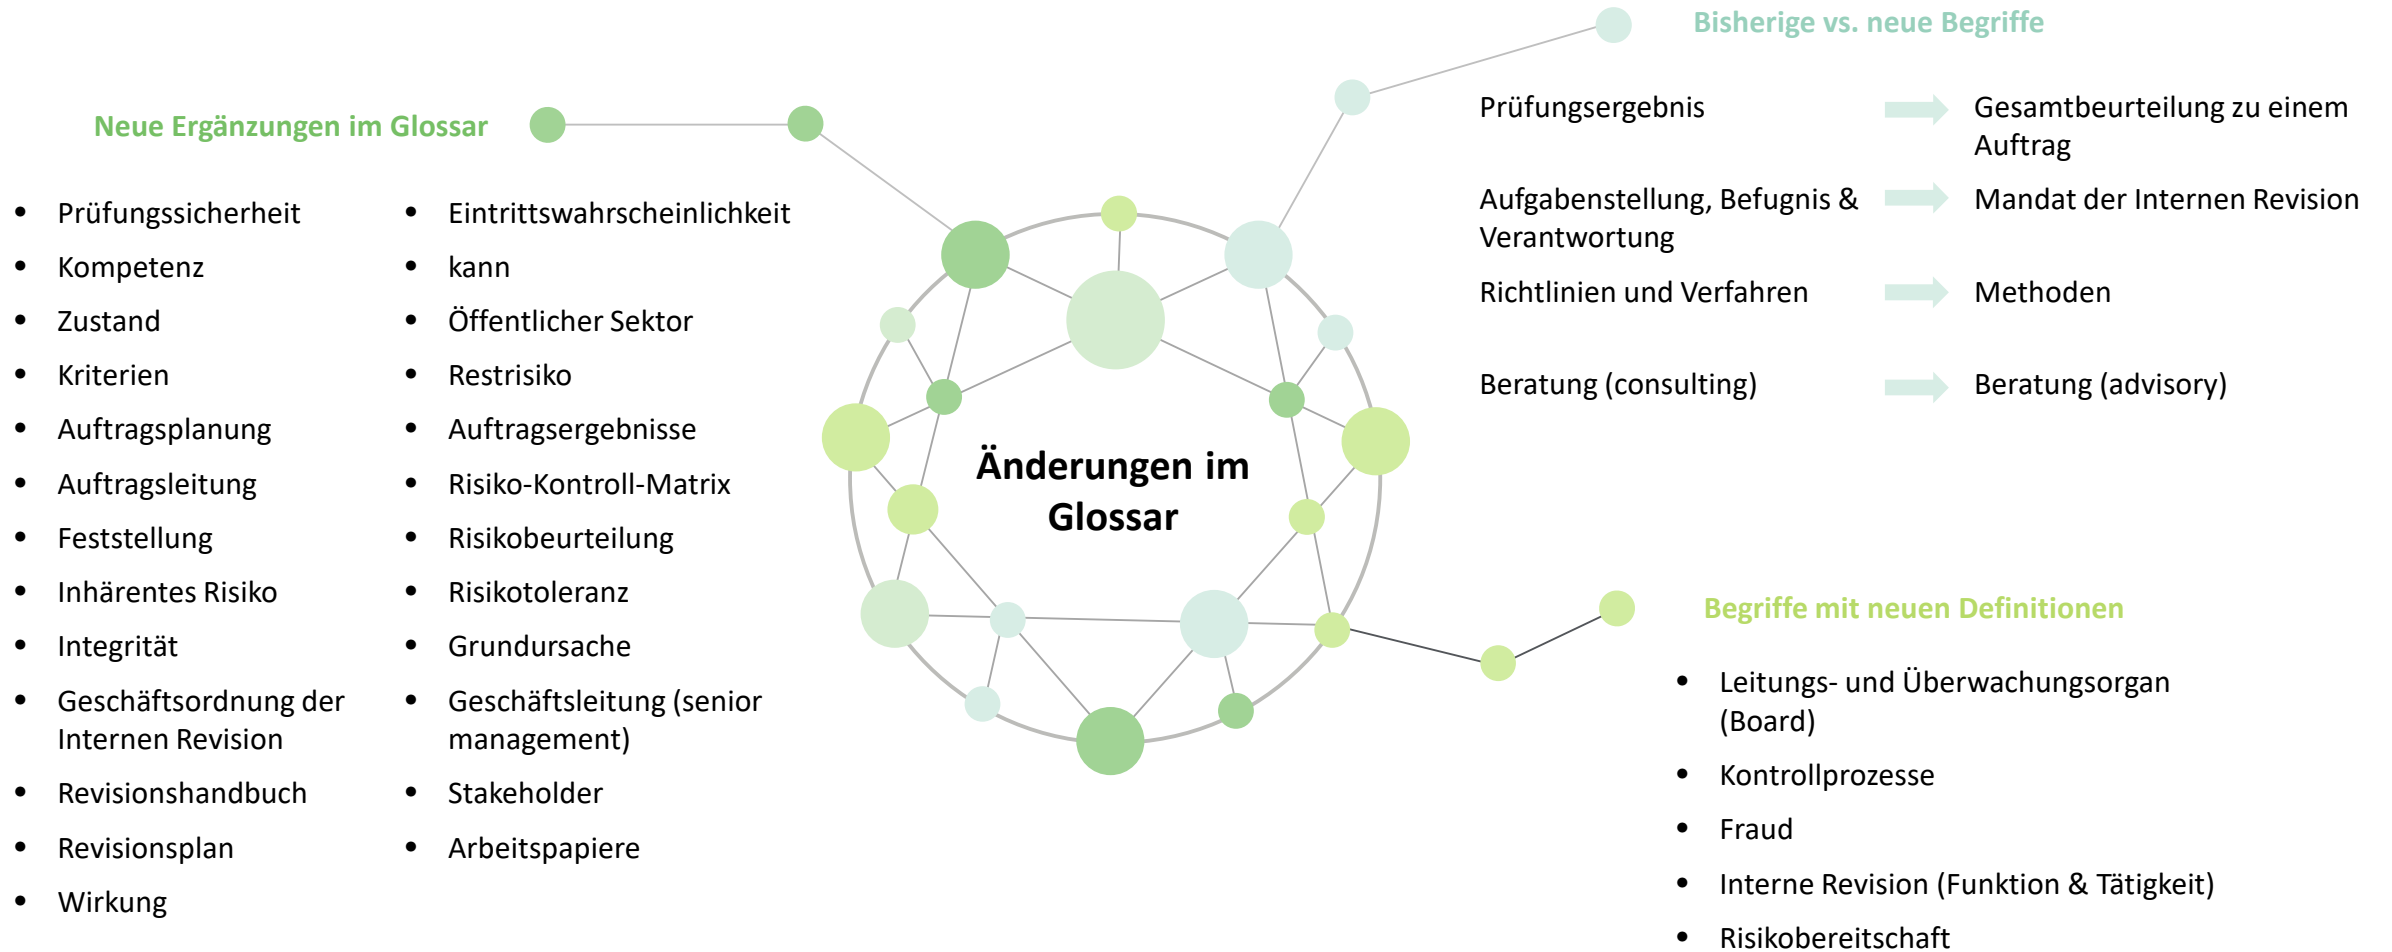 Neue Ergänzungen im Glossar
• Prüfungssicherheit
• Kompetenz
• Zustand
• Kriterien
• Auftragsplanung
• Auftragsleitung
• Feststellung
• Inhärentes Risiko
• Integrität
• Geschäftsordnung der
Internen Revision
• Revisionshandbuch
• Revisionsplan
• Wirkung
• Eintrittswahrscheinlichkeit
• kann
• Öffentlicher Sektor
• Restrisiko
• Auftragsergebnisse
• Risiko-Kontroll-Matrix
• Risikobeurteilung
• Risikotoleranz
• Grundursache
• Geschäftsleitung (senior
management)
• Stakeholder
• Arbeitspapiere
Änderungen im
Glossar
Bisherige vs. neue Begriffe
Prüfungsergebnis
Gesamtbeurteilung zu einem
Auftrag
Aufgabenstellung, Befugnis &
Verantwortung
Mandat der Internen Revision
Richtlinien und Verfahren
Methoden
Beratung (consulting)
Beratung (advisory)
Begriffe mit neuen Definitionen
• Leitungs- und Überwachungsorgan
(Board)
• Kontrollprozesse
• Fraud
• Interne Revision (Funktion & Tätigkeit)
• Risikobereitschaft